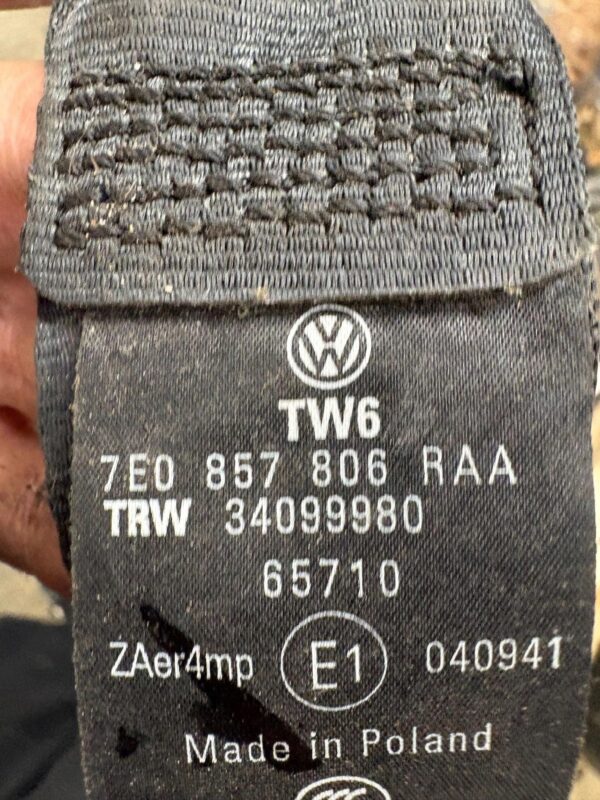 TW6
7E0 857 806 RAA
TRW 34099980
65710
ZAer4mp E1 040941
Made in Poland